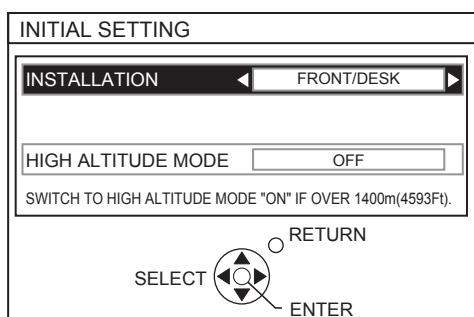 INITIAL SETTING
INSTALLATION FRONT/DESK
HIGH ALTITUDE MODE OFF
SWITCH TO HIGH ALTITUDE MODE "ON" IF OVER 1400m(4593Ft).
RETURN
SELECT
ENTER